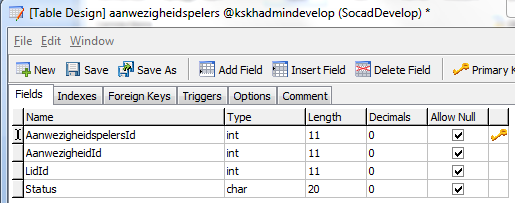 [Table Design] aanwezigheidspelers @kskhadmindevelop (SocadDevelop) *
File Edit Window
New Save Save As Add Field Insert Field Delete Field Primary K
Fields Indexes Foreign Keys Triggers Options Comment
Name Type Length Decimals Allow Null
AanwezigheidspelersId int 11 0
AanwezigheidId int 11 0
LidId int 11 0
Status char 20 0